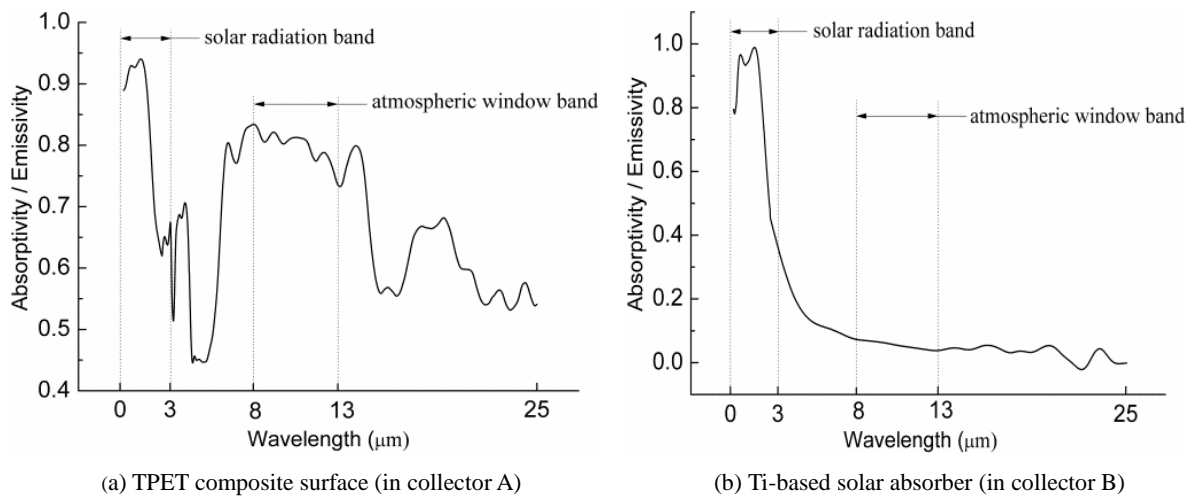 1.0
0.9
0.8
0.7
0.6
0.5
0.4
Absorptivity / Emissivity
solar radiation band
atmospheric window band
0 3 8 13 25
Wavelength (μm)
(a) TPET composite surface (in collector A)
1.0
0.8
0.6
0.4
0.2
0.0
Absorptivity / Emissivity
solar radiation band
atmospheric window band
0 3 8 13 25
Wavelength (μm)
(b) Ti-based solar absorber (in collector B)